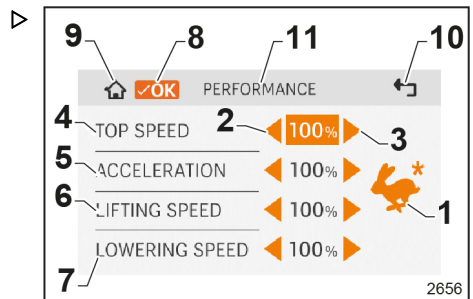 9 8 11 10
✓OK PERFORMANCE
4 TOP SPEED 2 100% 3
5 ACCELERATION 100%
6 LIFTING SPEED 100% * 1
7 LOWERING SPEED 100%
2656